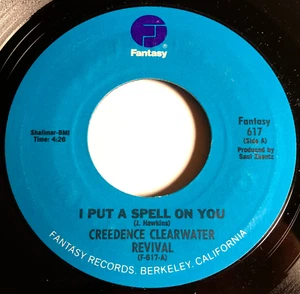 Fantasy
Shalimar-BMI
Time: 4:26
Fantasy
617
(Side A)
Produced by
Saul Zaentz
I PUT A SPELL ON YOU
(J. Hawkins)
CREEDENCE CLEARWATER
REVIVAL
(F-617-A)
FANTASY RECORDS, BERKELEY, CALIFORNIA